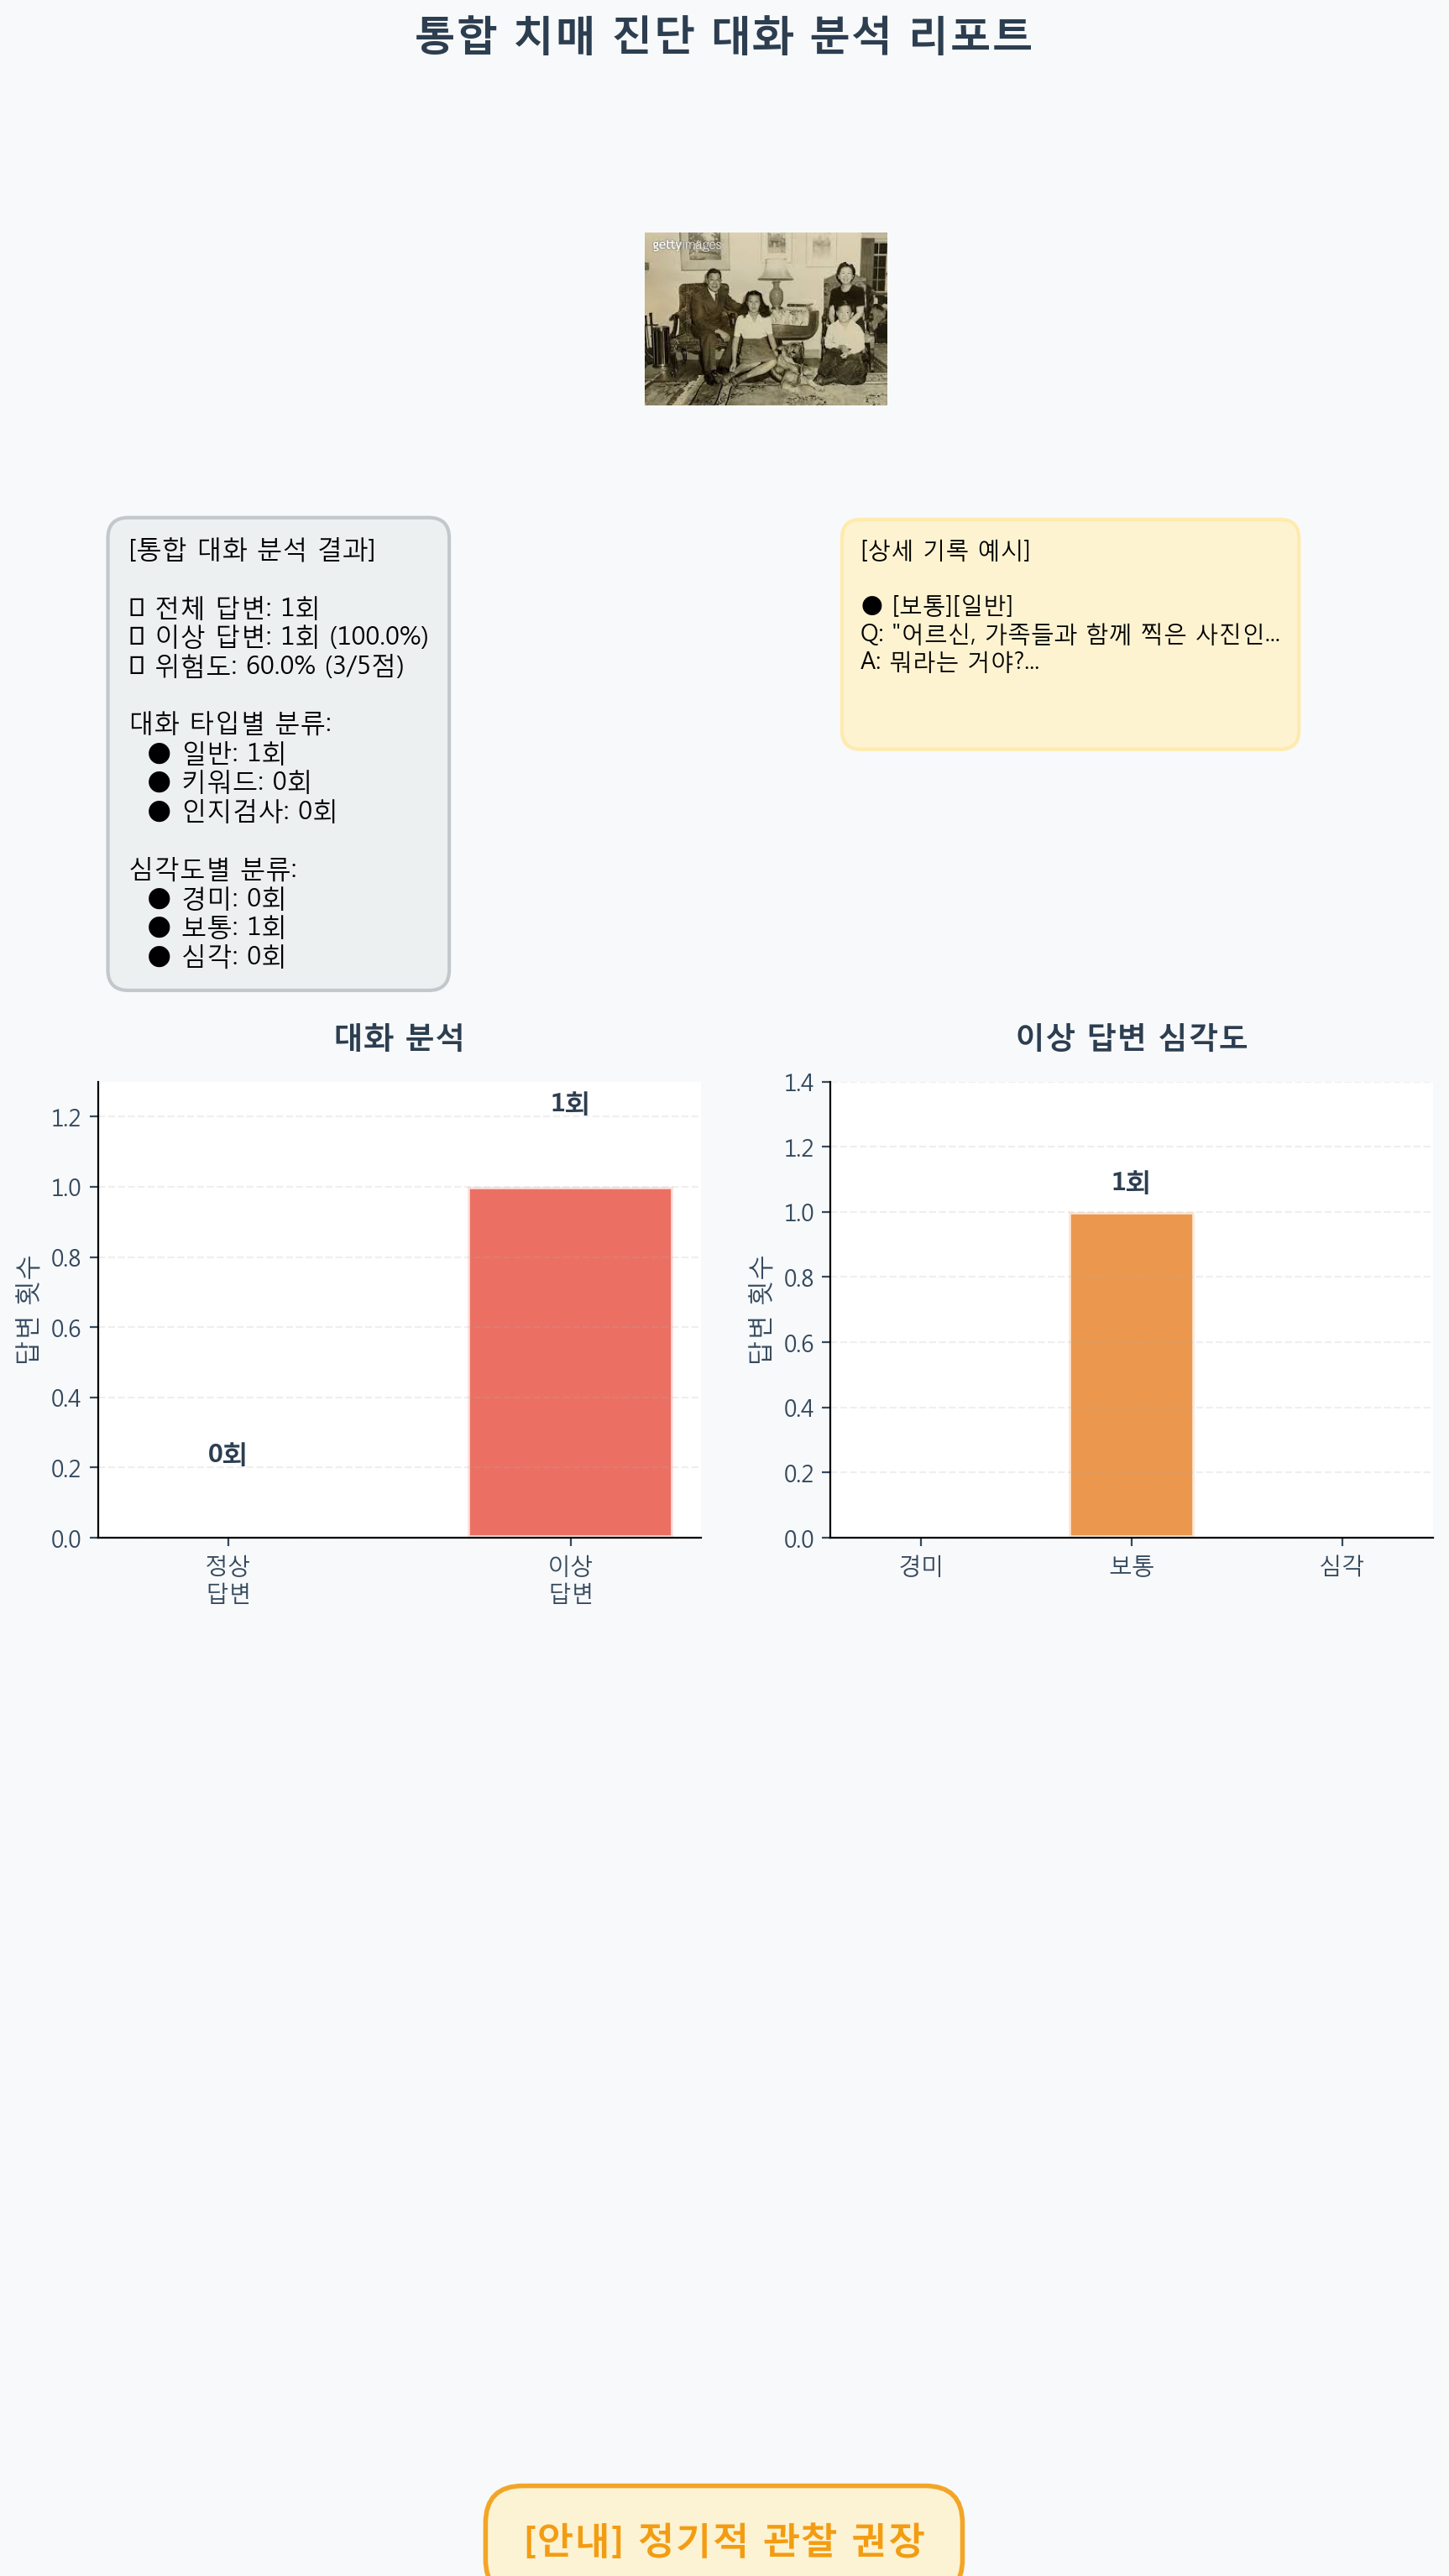 통합 치매 진단 대화 분석 리포트
gettyimages
[통합 대화 분석 결과]
전체 답변: 1회
이상 답변: 1회 (100.0%)
위험도: 60.0% (3/5점)
대화 타입별 분류:
● 일반: 1회
● 키워드: 0회
● 인지검사: 0회
심각도별 분류:
● 경미: 0회
● 보통: 1회
● 심각: 0회
[상세 기록 예시]
● [보통][일반]
Q: "어르신, 가족들과 함께 찍은 사진인...
A: 뭐라는 거야?...
대화 분석
답변 횟수
1.2
1.0
0.8
0.6
0.4
0.2
0.0
0회
1회
정상
답변
이상
답변
이상 답변 심각도
답변 횟수
1.4
1.2
1.0
0.8
0.6
0.4
0.2
0.0
1회
경미
보통
심각
[안내] 정기적 관찰 권장